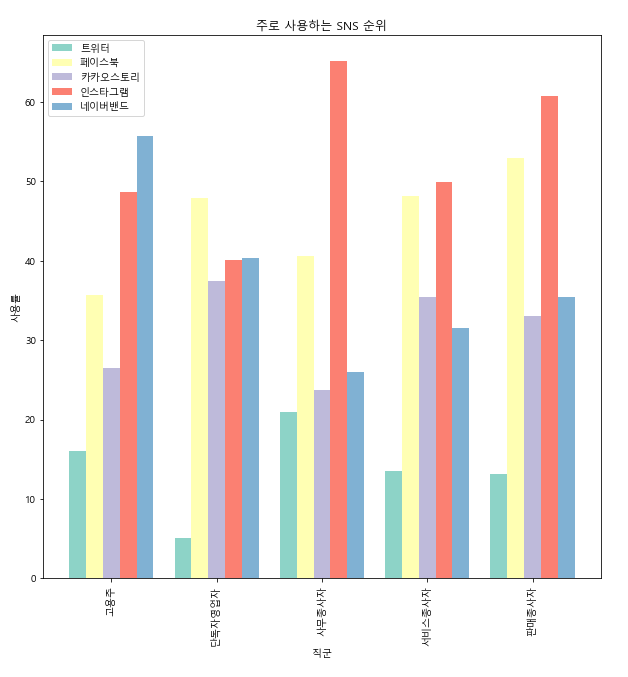 주로 사용하는 SNS 순위
트위터
페이스북
카카오스토리
인스타그램
네이버밴드
사용률
60
50
40
30
20
10
0
고용주
단독자영업자
사무종사자
서비스종사자
판매종사자
직군